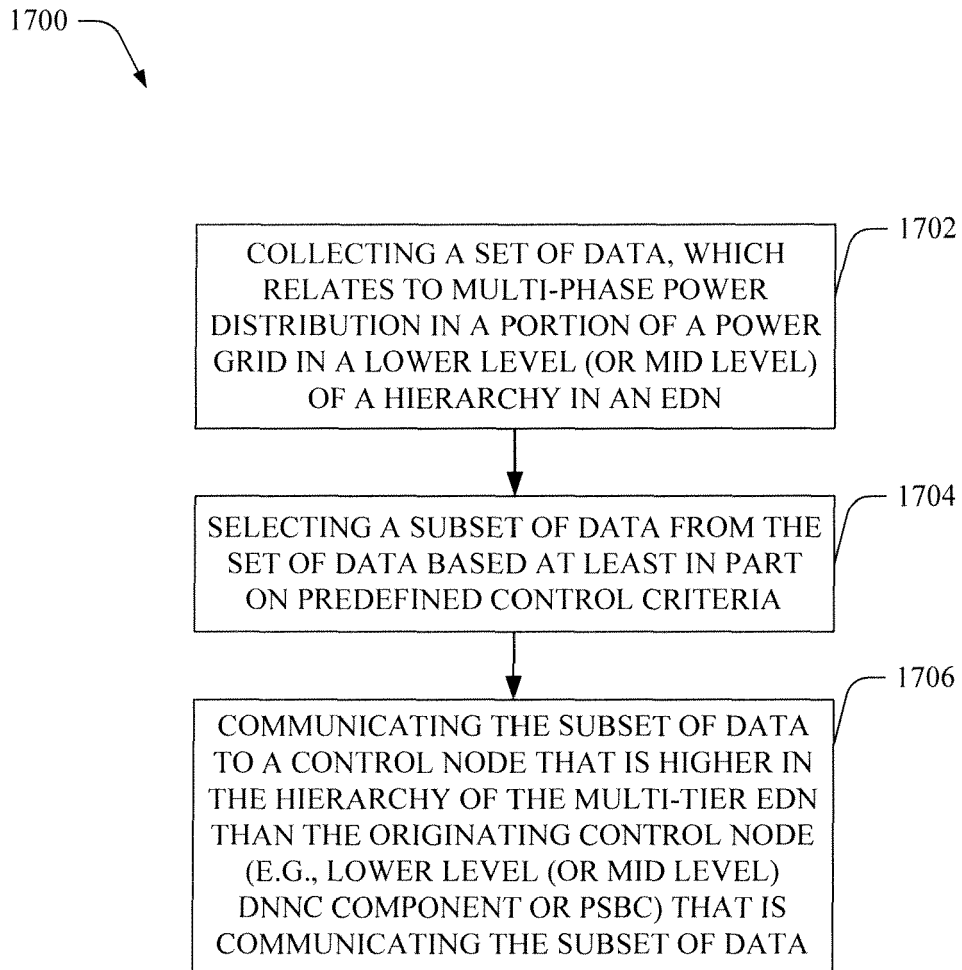 1700
1702
COLLECTING A SET OF DATA, WHICH
RELATES TO MULTI-PHASE POWER
DISTRIBUTION IN A PORTION OF A POWER
GRID IN A LOWER LEVEL (OR MID LEVEL)
OF A HIERARCHY IN AN EDN
1704
SELECTING A SUBSET OF DATA FROM THE
SET OF DATA BASED AT LEAST IN PART
ON PREDEFINED CONTROL CRITERIA
1706
COMMUNICATING THE SUBSET OF DATA
TO A CONTROL NODE THAT IS HIGHER IN
THE HIERARCHY OF THE MULTI-TIER EDN
THAN THE ORIGINATING CONTROL NODE
(E.G., LOWER LEVEL (OR MID LEVEL)
DNNC COMPONENT OR PSBC) THAT IS
COMMUNICATING THE SUBSET OF DATA